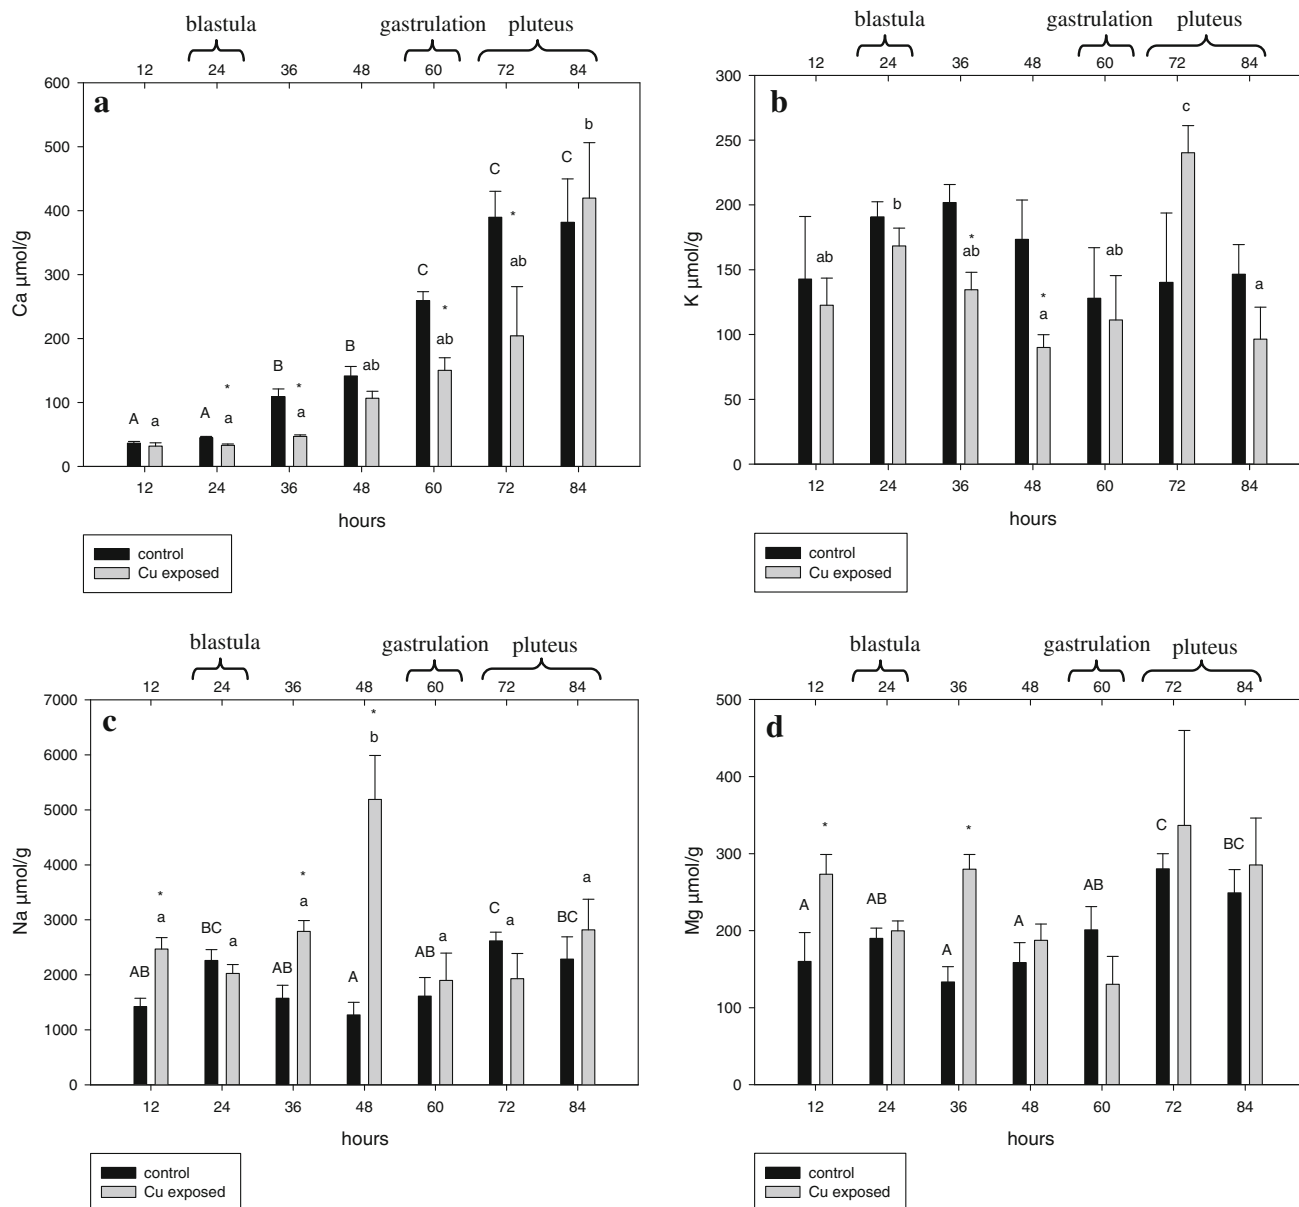 blastula gastrulation pluteus
12 24 36 48 60 72 84
a
600
500
400
300
200
100
0
Ca µmol/g
A a A * a B * a B ab C * ab C * ab C b
12 24 36 48 60 72 84
hours
control
Cu exposed
blastula gastrulation pluteus
12 24 36 48 60 72 84
b
300
250
200
150
100
50
0
K µmol/g
ab b * ab * a ab c a
12 24 36 48 60 72 84
hours
control
Cu exposed
blastula gastrulation pluteus
12 24 36 48 60 72 84
c
7000
6000
5000
4000
3000
2000
1000
0
Na µmol/g
AB * a BC a AB * a A * b AB a C a BC a
12 24 36 48 60 72 84
hours
control
Cu exposed
blastula gastrulation pluteus
12 24 36 48 60 72 84
d
500
400
300
200
100
0
Mg µmol/g
A * AB A * A AB C BC
12 24 36 48 60 72 84
hours
control
Cu exposed